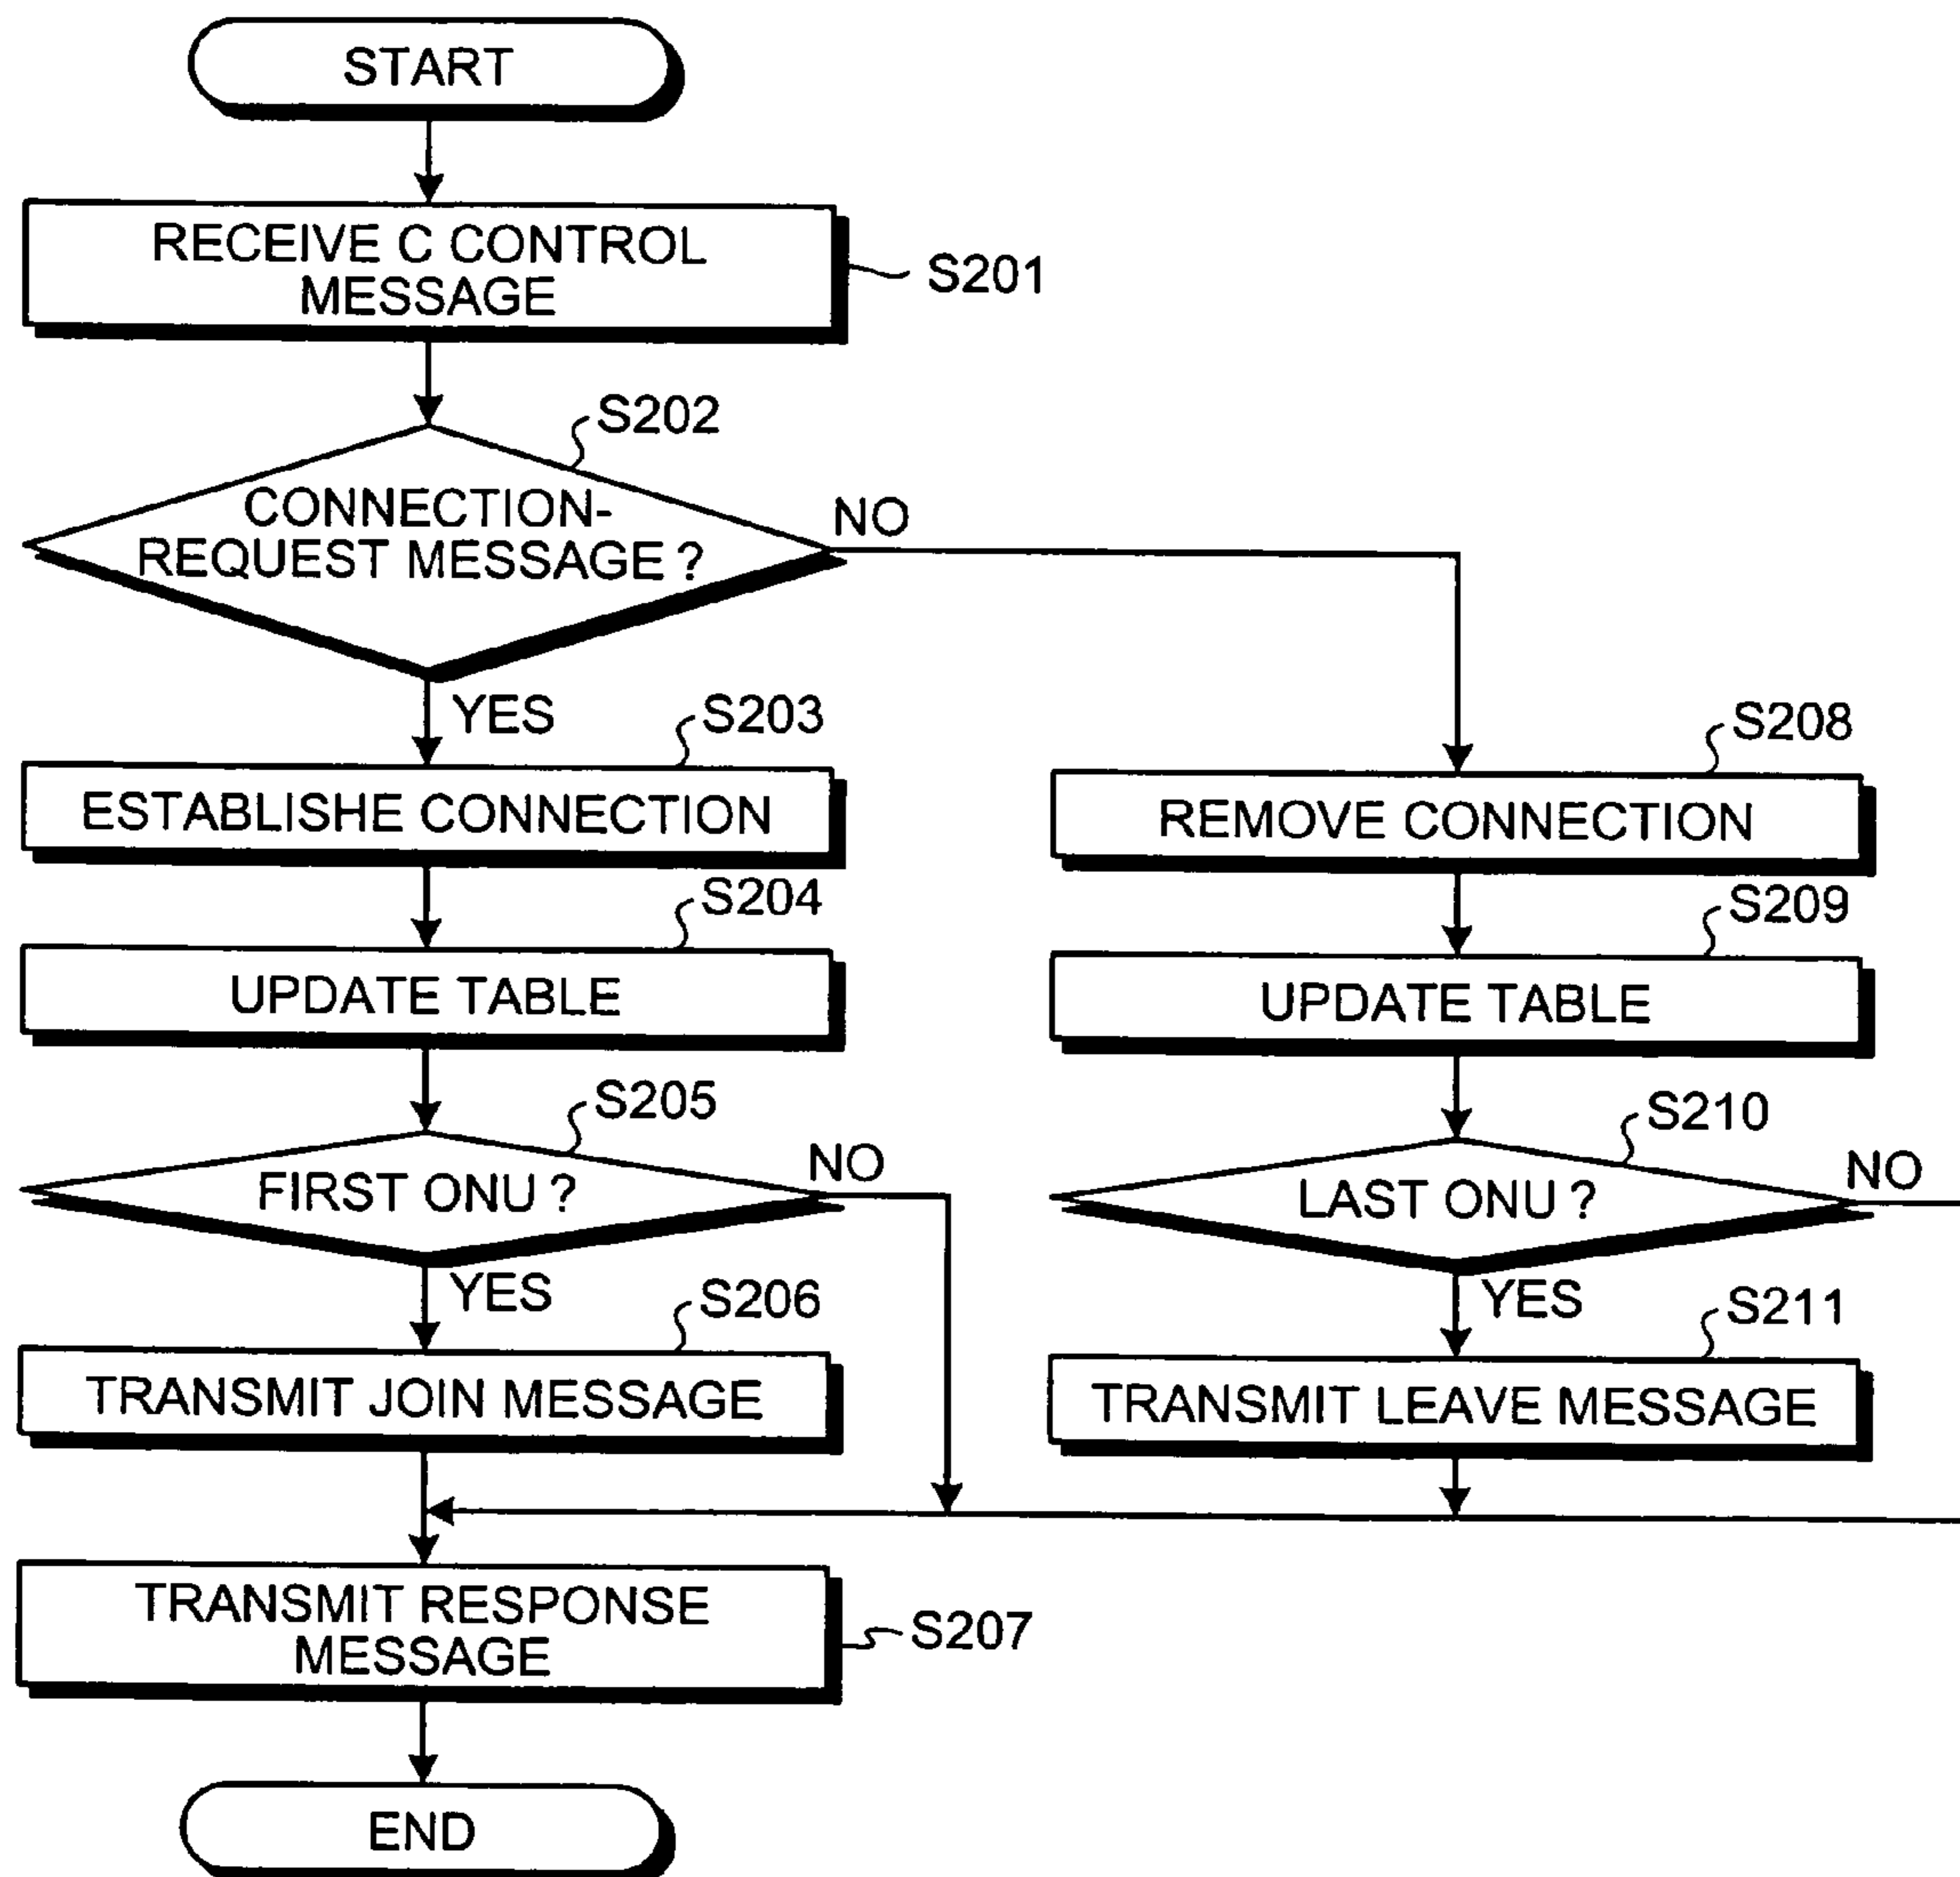 START
RECEIVE C CONTROL
MESSAGE
S201
S202
CONNECTION-
REQUEST MESSAGE ?
NO
YES
S203
ESTABLISHE CONNECTION
S204
UPDATE TABLE
S205
FIRST ONU ?
NO
YES
S206
TRANSMIT JOIN MESSAGE
S208
REMOVE CONNECTION
S209
UPDATE TABLE
S210
LAST ONU ?
NO
YES
S211
TRANSMIT LEAVE MESSAGE
TRANSMIT RESPONSE
MESSAGE
S207
END